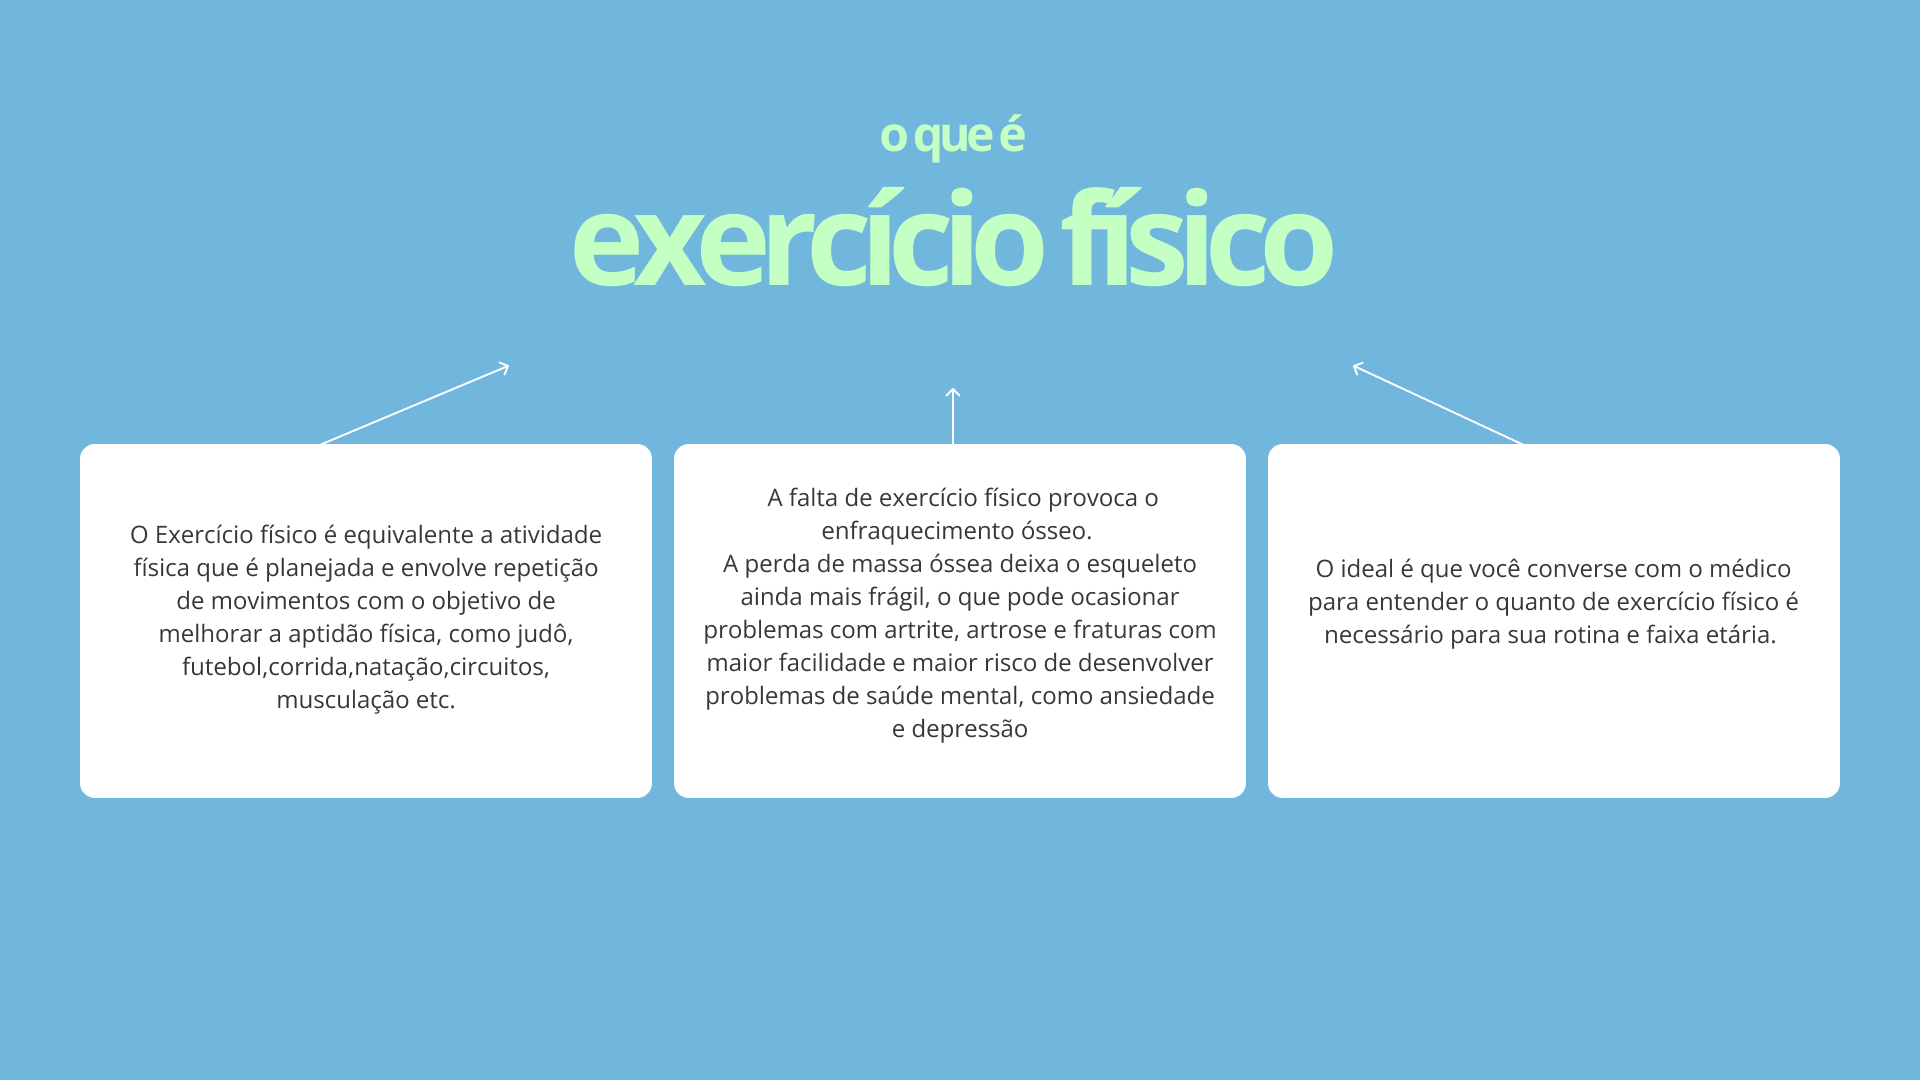 o que é
exercício físico
O Exercício físico é equivalente a atividade
física que é planejada e envolve repetição
de movimentos com o objetivo de
melhorar a aptidão física, como judô,
futebol,corrida,natação,circuitos,
musculação etc.
A falta de exercício físico provoca o
enfraquecimento ósseo.
A perda de massa óssea deixa o esqueleto
ainda mais frágil, o que pode ocasionar
problemas com artrite, artrose e fraturas com
maior facilidade e maior risco de desenvolver
problemas de saúde mental, como ansiedade
e depressão
O ideal é que você converse com o médico
para entender o quanto de exercício físico é
necessário para sua rotina e faixa etária.